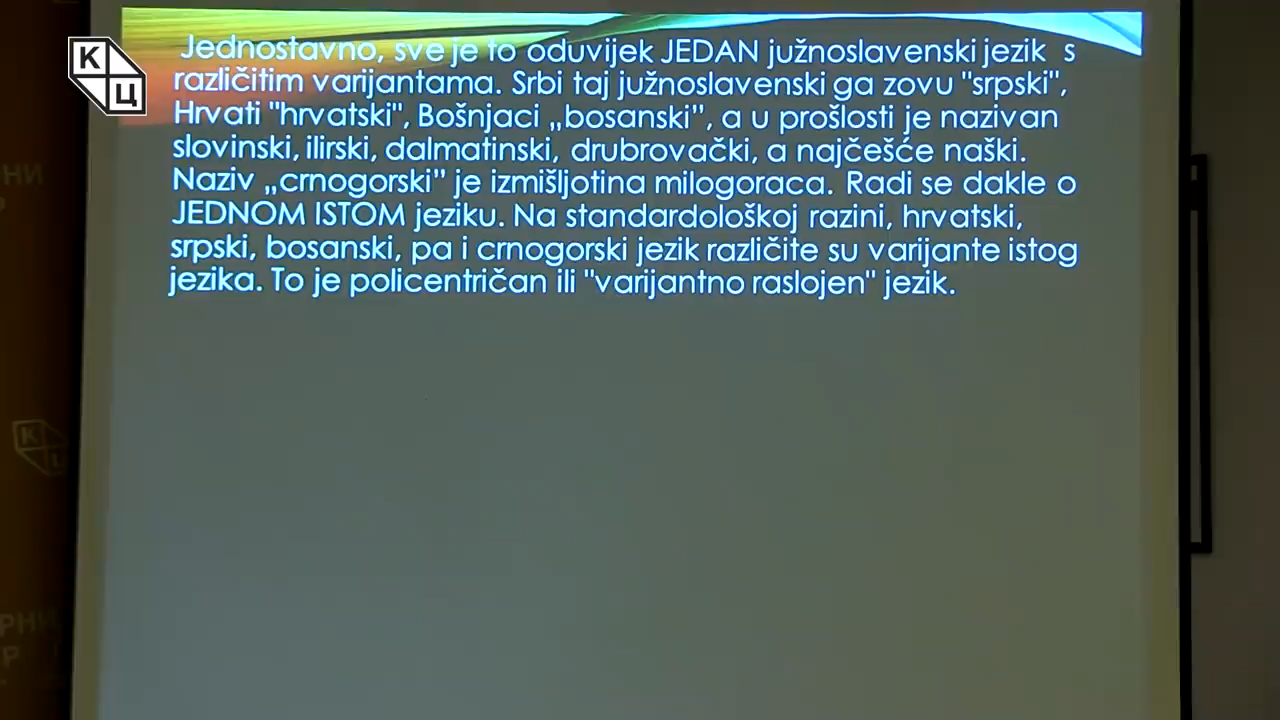 К
Ц
Jednostavno, sve je to oduvijek JEDAN južnoslavenski jezik s
različitim varijantama. Srbi taj južnoslavenski ga zovu "srpski",
Hrvati "hrvatski", Bošnjaci „bosanski”, a u prošlosti je nazivan
slovinski, ilirski, dalmatinski, drubrovački, a najčešće naški.
Naziv „crnogorski” je izmišljotina milogoraca. Radi se dakle o
JEDNOM ISTOM jeziku. Na standardološkoj razini, hrvatski,
srpski, bosanski, pa i crnogorski jezik različite su varijante istog
jezika. To je policentričan ili "varijantno raslojen" jezik.
НИ
Р
К
Ц
РНИ
Р